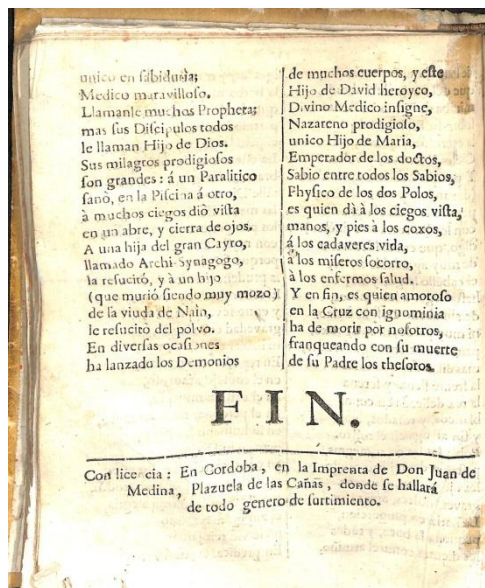 unico en sabiduria;
Medico maravilloso.
Llamanle muchos Propheta;
mas sus Discipulos todos
le llaman Hijo de Dios.
Sus milagros prodigiosos
son grandes: á un Paralitico
sanò, en la Piscina á otro,
à muchos ciegos diò vista
en un abre, y cierra de ojos.
A una hija del gran Cayro,
llamado Archi-Synagogo,
la resucitó, y à un hijo
(que murió siendo muy mozo)
de la viuda de Nain,
le resucitò del polvo.
En diversas ocasiones
ha lanzado los Demonios
de muchos cuerpos, y este
Hijo de David heroyco,
Divino Medico insigne,
Nazareno prodigioso,
unico Hijo de Maria,
Emperador de los doctos,
Sabio entre todos los Sabios,
Physico de los dos Polos,
es quien dà à los ciegos vista,
manos, y pies à los coxos,
á los cadaveres vida,
à los miseros socorro,
à los enfermos salud.
Y en fin, es quien amoroso
en la Cruz con ignominia
ha de morir por nosotros,
franqueando con su muerte
de su Padre los thesoros.
FIN.
Con lice cia: En Cordoba, en la Imprenta de Don Juan de
Medina, Plazuela de las Cañas, donde se hallará
de todo genero de surtimiento.